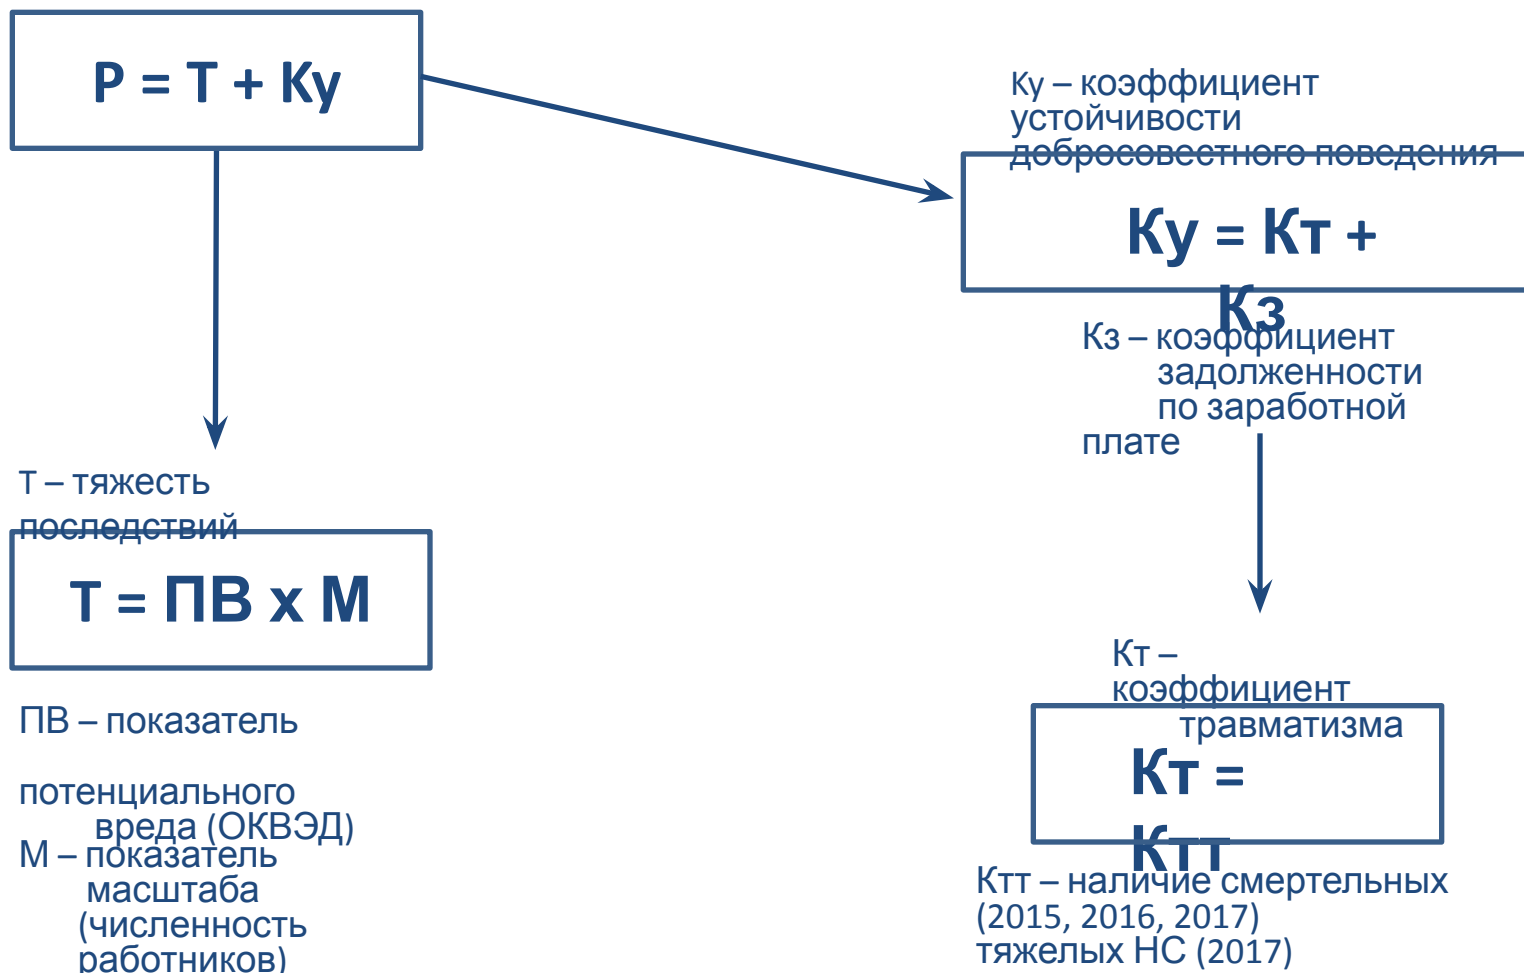 Р = Т + Ку
Ку – коэффициент
устойчивости
добросовестного поведения
Ку = Кт +
Кз
Кз – коэффициент
задолженности
по заработной
плате
Т – тяжесть
последствий
Т = ПВ х М
ПВ – показатель
потенциального
вреда (ОКВЭД)
М – показатель
масштаба
(численность
работников)
Кт –
коэффициент
травматизма
Кт =
Ктт
Ктт – наличие смертельных
(2015, 2016, 2017)
тяжелых НС (2017)